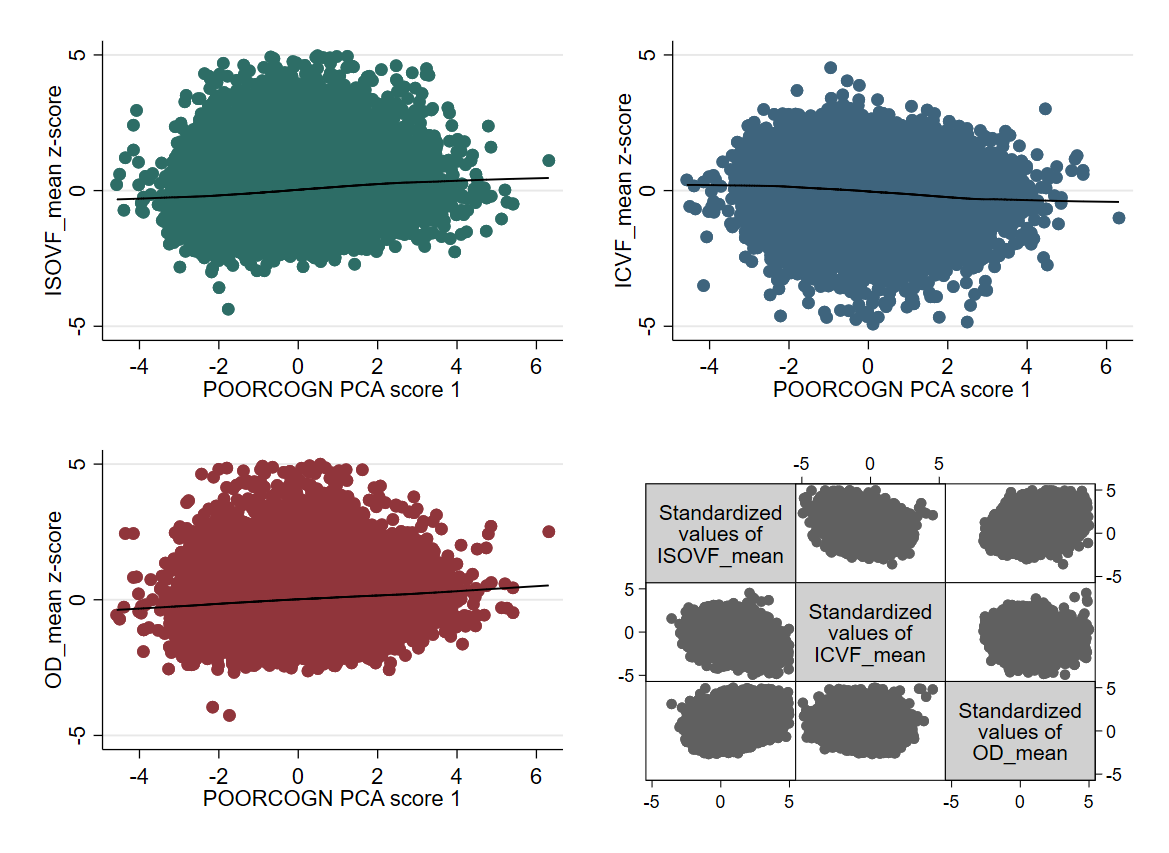 5
0
-5
ISOVF_mean z-score
-4 -2 0 2 4 6
POORCOGN PCA score 1
5
0
-5
ICVF_mean z-score
-4 -2 0 2 4 6
POORCOGN PCA score 1
5
0
-5
OD_mean z-score
-4 -2 0 2 4 6
POORCOGN PCA score 1
-5 0 5
Standardized
values of
ISOVF_mean
5
0
-5
5
0
-5
Standardized
values of
ICVF_mean
Standardized
values of
OD_mean
5
0
-5
-5 0 5
-5 0 5